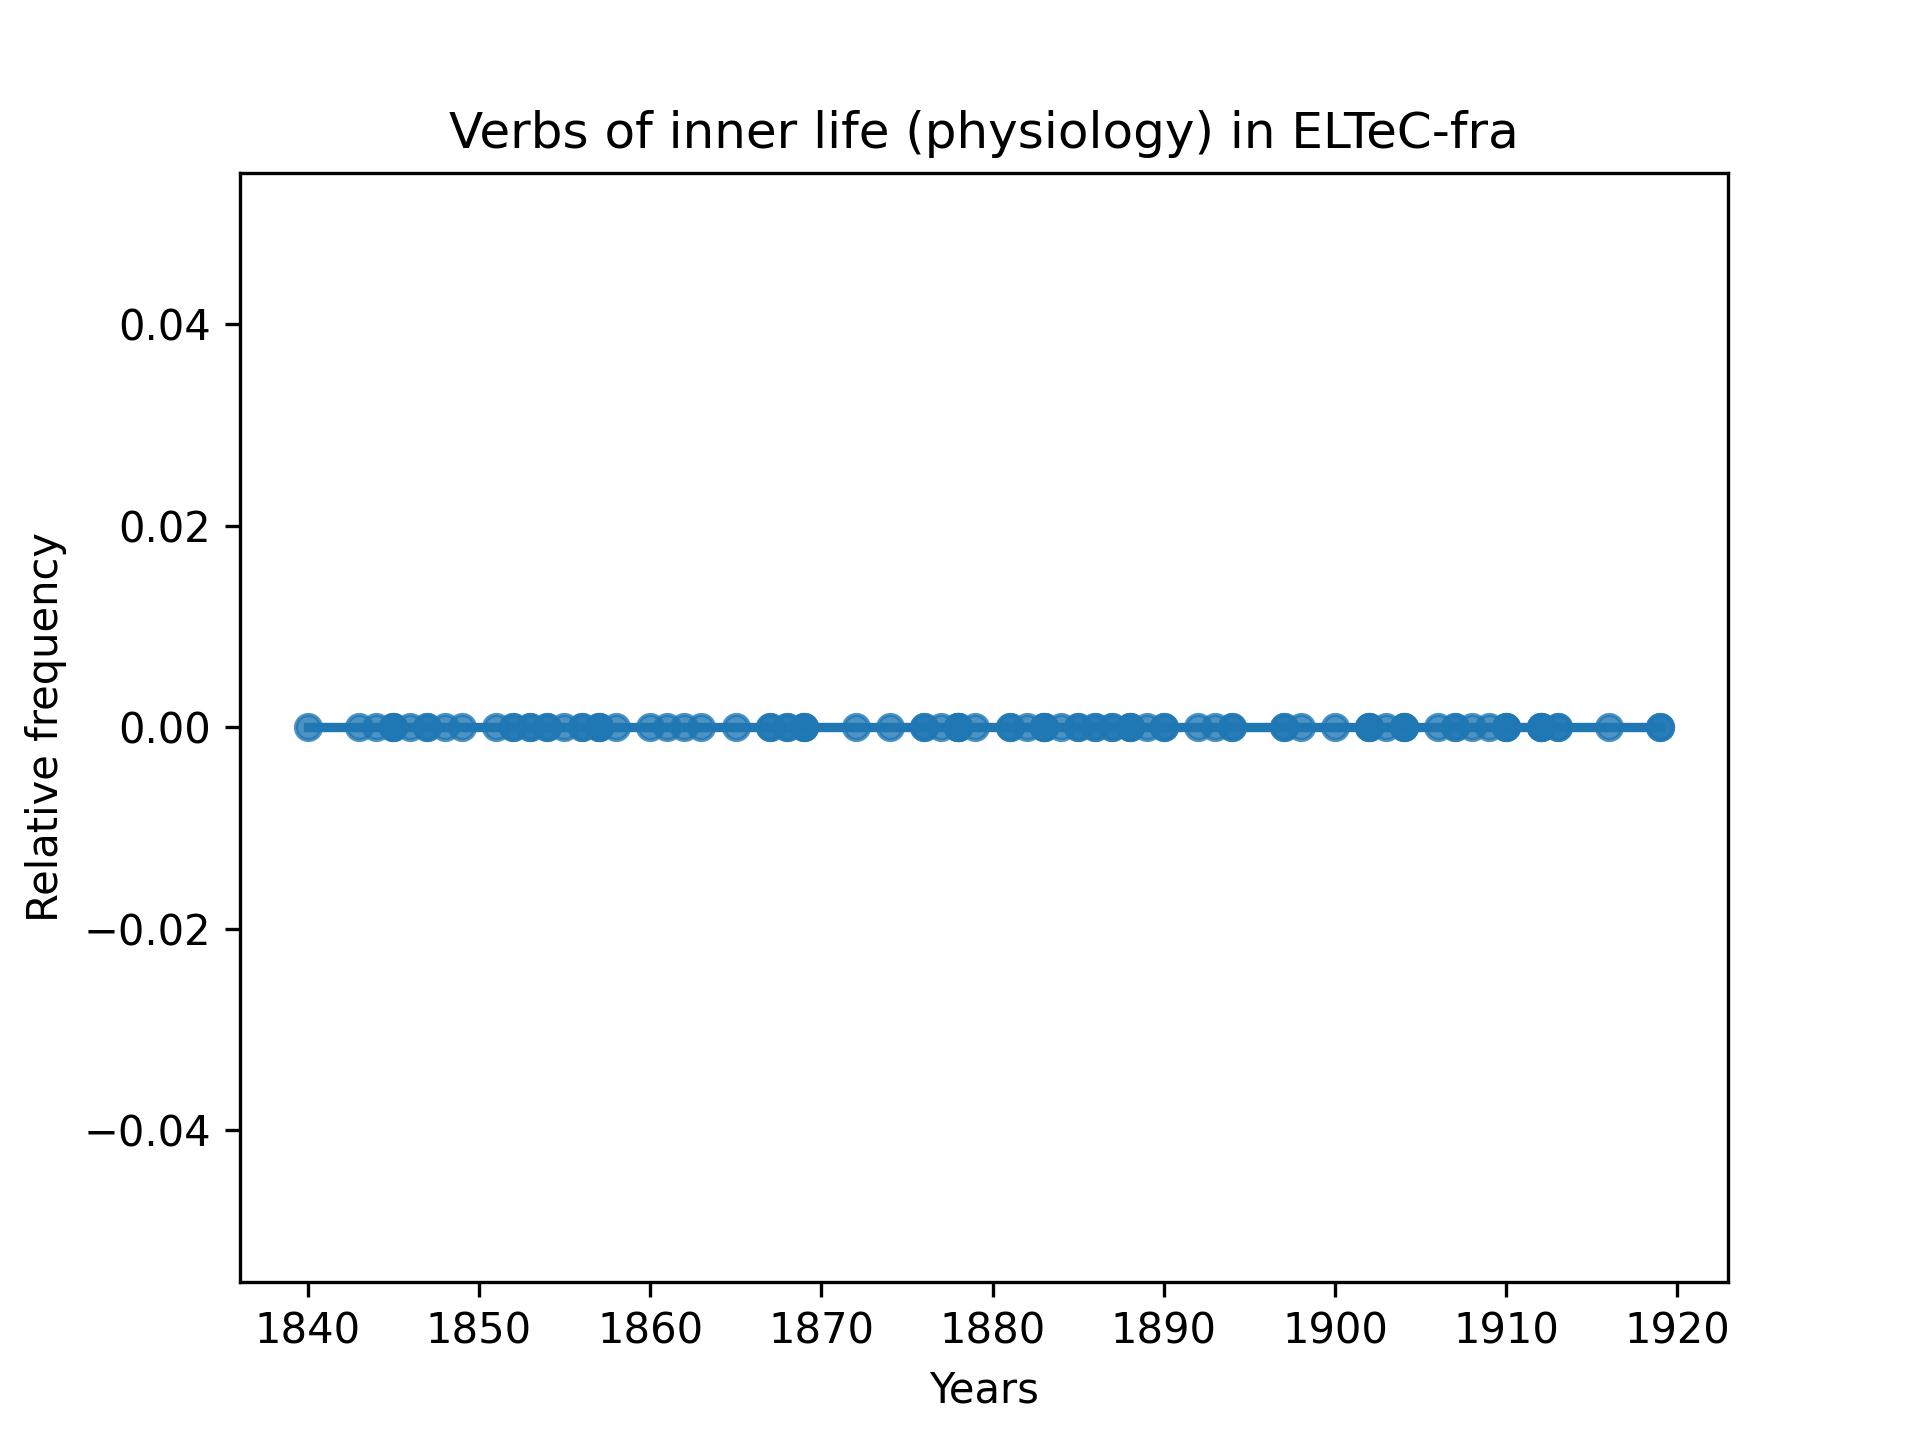 Verbs of inner life (physiology) in ELTeC-fra
Relative frequency
0.04
0.02
0.00
−0.02
−0.04
1840 1850 1860 1870 1880 1890 1900 1910 1920
Years